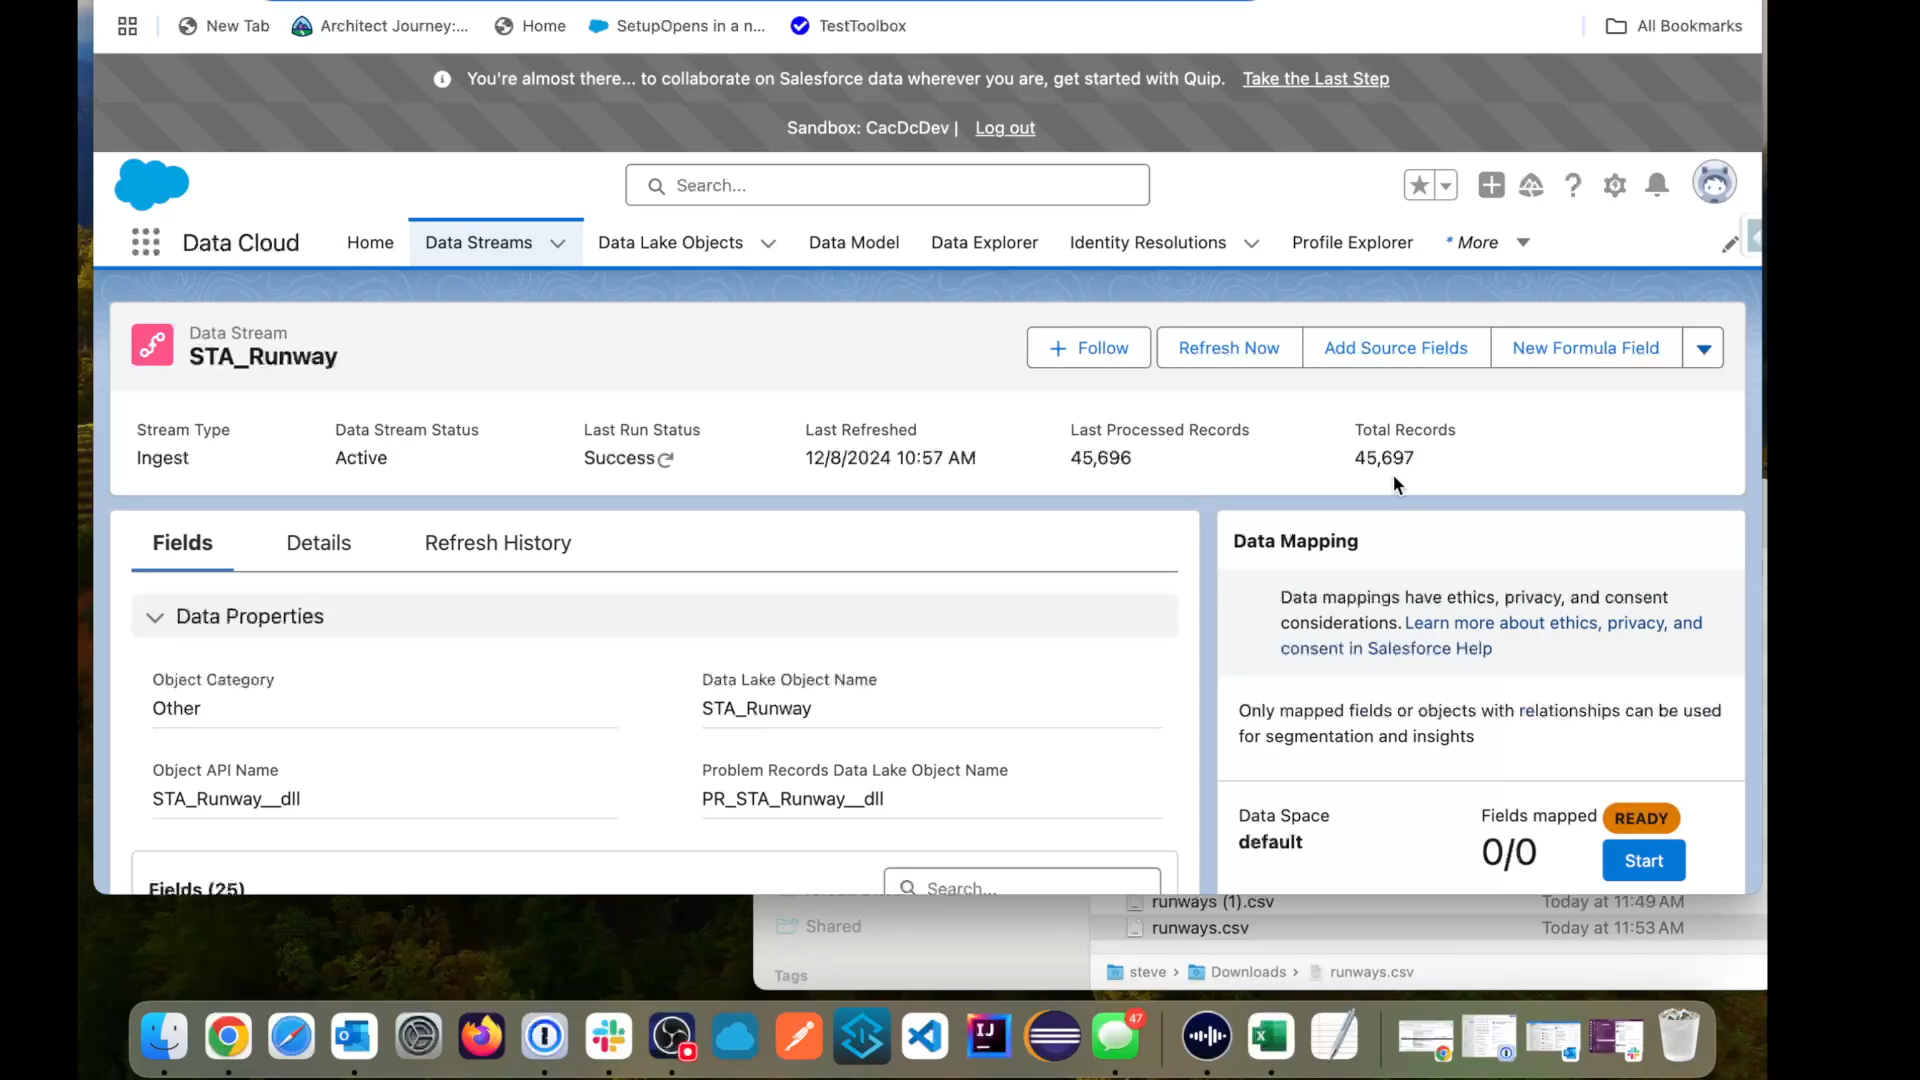 New Tab
Architect Journey:...
Home
SetupOpens in a n...
TestToolbox
All Bookmarks
You're almost there... to collaborate on Salesforce data wherever you are, get started with Quip. Take the Last Step
Sandbox: CacDcDev | Log out
Search...
Data Cloud
Home
Data Streams
Data Lake Objects
Data Model
Data Explorer
Identity Resolutions
Profile Explorer
* More
Data Stream
STA_Runway
Follow
Refresh Now
Add Source Fields
New Formula Field
Stream Type
Ingest
Data Stream Status
Active
Last Run Status
Success
Last Refreshed
12/8/2024 10:57 AM
Last Processed Records
45,696
Total Records
45,697
Fields
Details
Refresh History
Data Properties
Object Category
Other
Data Lake Object Name
STA_Runway
Object API Name
STA_Runway__dll
Problem Records Data Lake Object Name
PR_STA_Runway__dll
Fields (25)
Search...
Data Mapping
Data mappings have ethics, privacy, and consent
considerations. Learn more about ethics, privacy, and
consent in Salesforce Help
Only mapped fields or objects with relationships can be used
for segmentation and insights
Data Space
default
Fields mapped
0/0
READY
Start
Shared
Tags
runways (1).csv
Today at 11:49 AM
runways.csv
Today at 11:53 AM
steve › Downloads › runways.csv
IJ
47